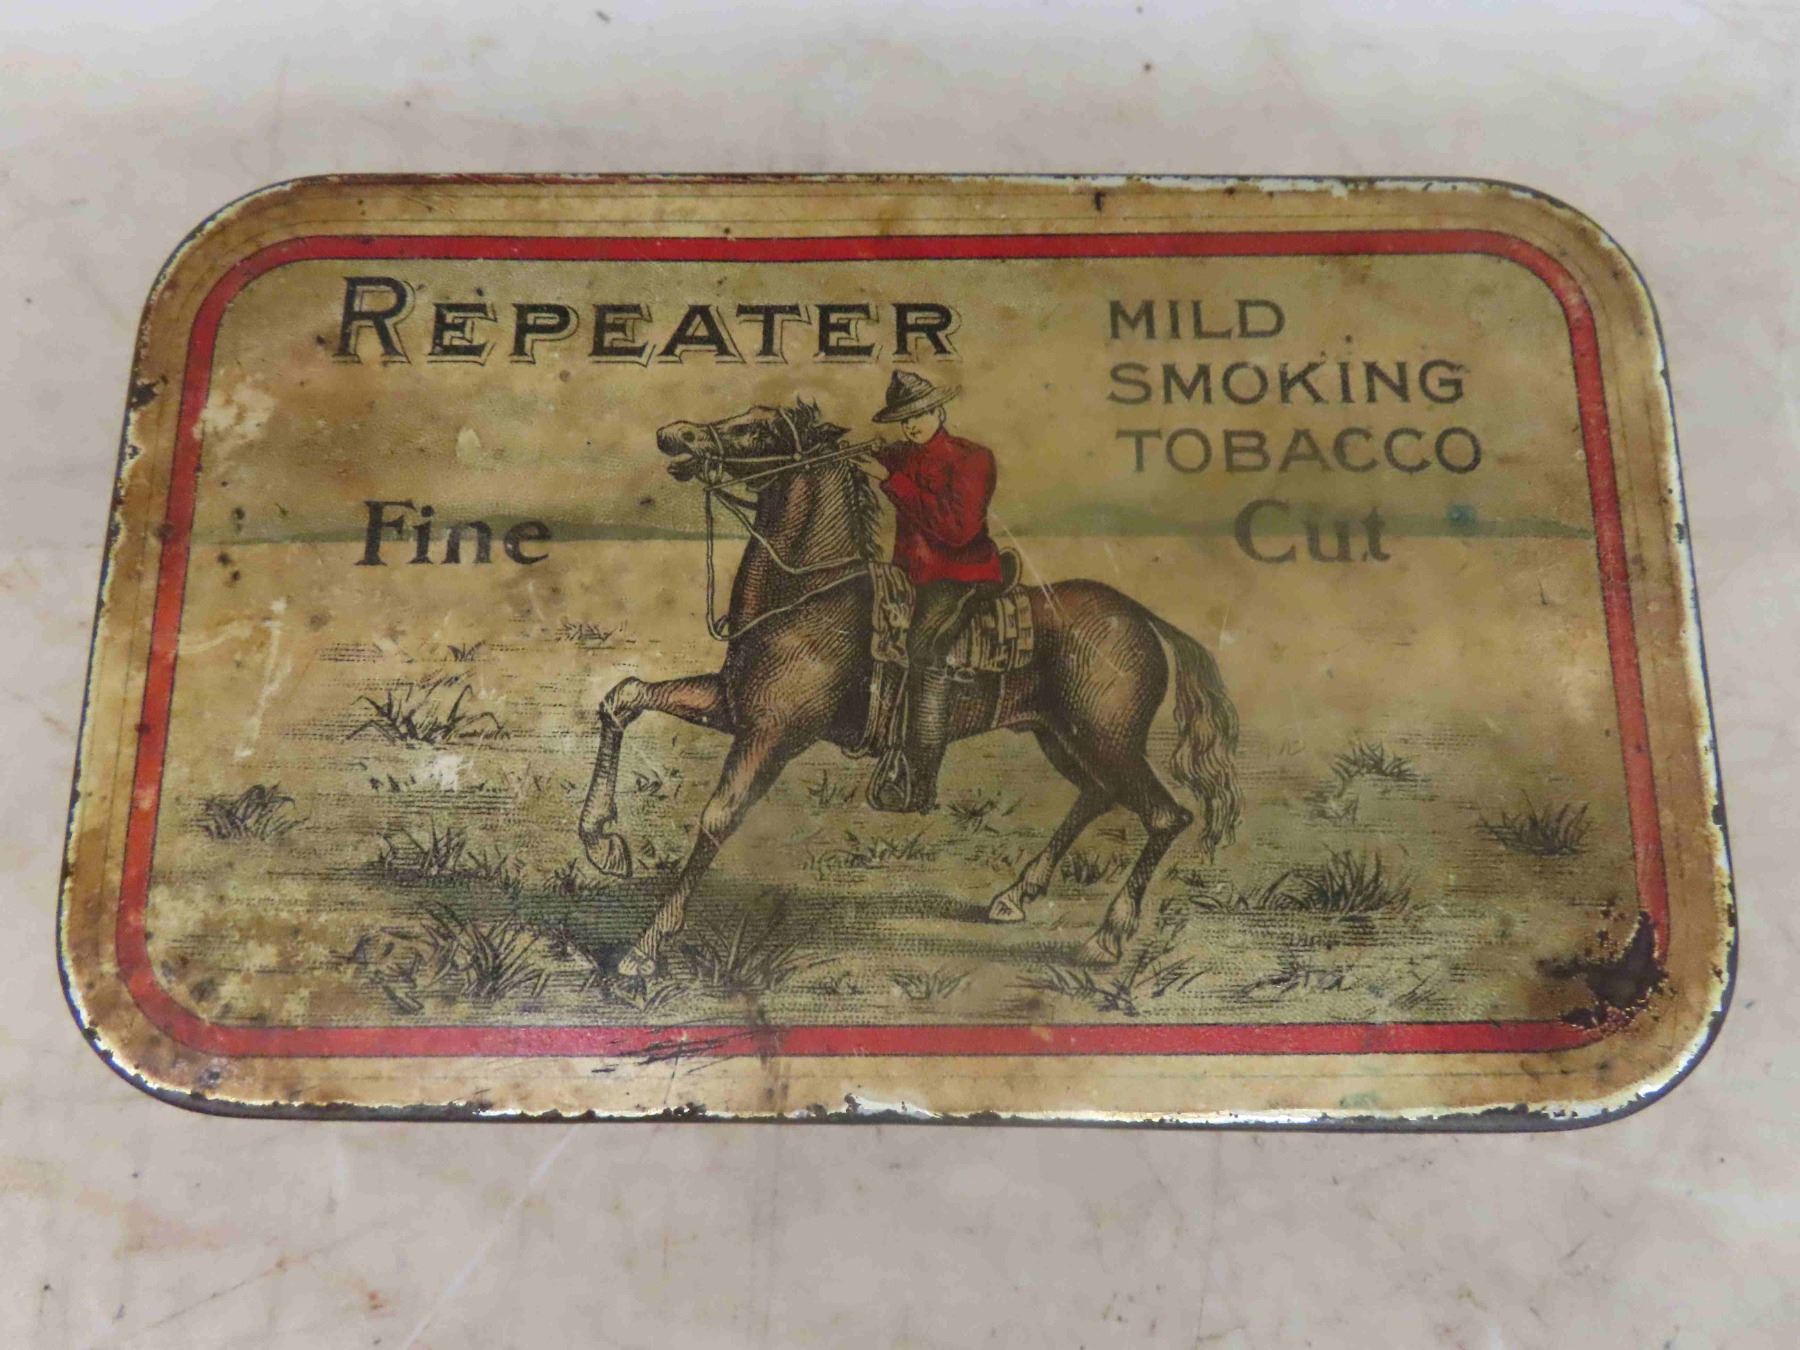 REPEATER
MILD
SMOKING
TOBACCO
Fine Cut